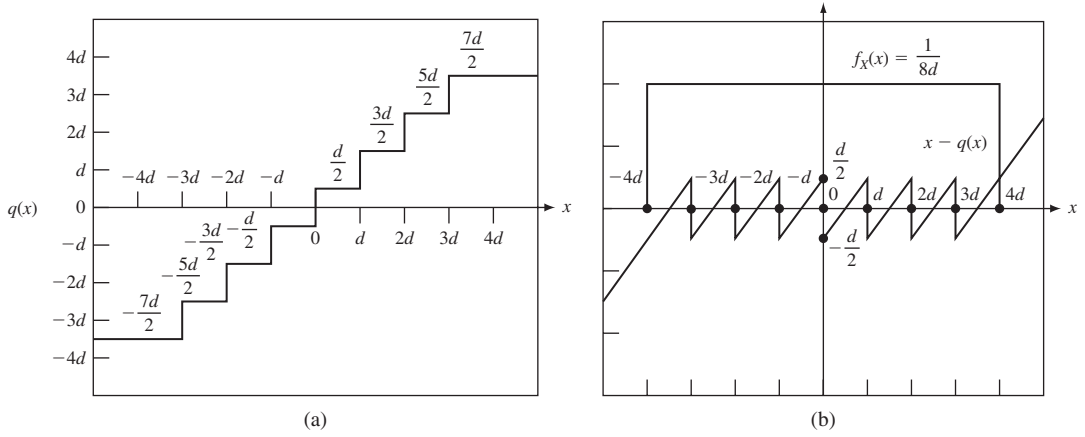 4d
3d
2d
d
q(x) 0
−d
−2d
−3d
−4d
−4d −3d −2d −d
0 d 2d 3d 4d
x
7d/2
5d/2
3d/2
d/2
−d/2
−3d/2
−5d/2
−7d/2
(a)
f_X(x) = 1/8d
x − q(x)
d/2
−4d −3d −2d −d 0 d 2d 3d 4d
x
−d/2
(b)